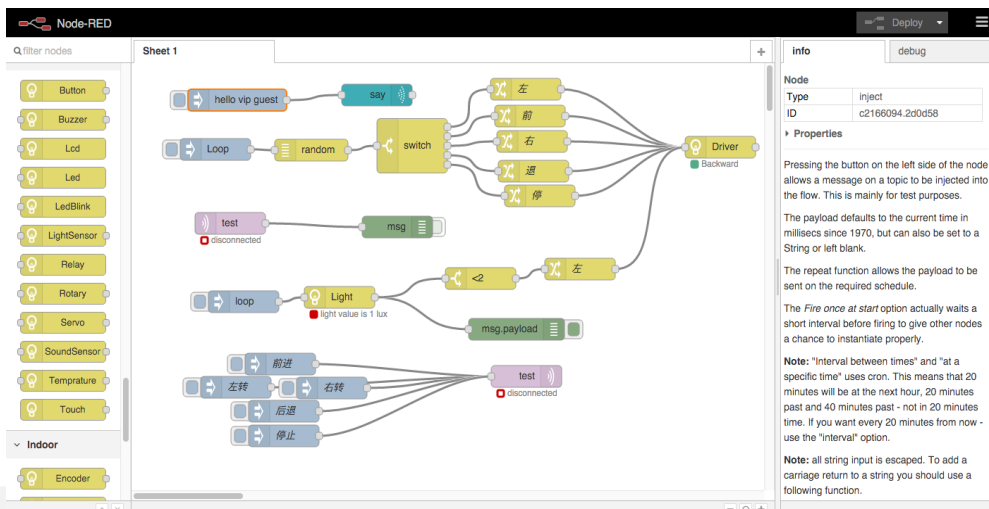 Node-RED
Deploy
filter nodes
Sheet 1
info
debug
Button
Buzzer
Lcd
Led
LedBlink
LightSensor
Relay
Rotary
Servo
SoundSensor
Temprature
Touch
Indoor
Encoder
hello vip guest
say
左
前
Loop
random
switch
右
Driver
Backward
退
停
test
disconnected
msg
<2
左
loop
Light
light value is 1 lux
msg.payload
前进
左转
右转
test
disconnected
后退
停止
Node
Type inject
ID c2166094.2d0d58
Properties
Pressing the button on the left side of the node
allows a message on a topic to be injected into
the flow. This is mainly for test purposes.
The payload defaults to the current time in
millisecs since 1970, but can also be set to a
String or left blank.
The repeat function allows the payload to be
sent on the required schedule.
The Fire once at start option actually waits a
short interval before firing to give other nodes
a chance to instantiate properly.
Note: "Interval between times" and "at a
specific time" uses cron. This means that 20
minutes will be at the next hour, 20 minutes
past and 40 minutes past - not in 20 minutes
time. If you want every 20 minutes from now -
use the "interval" option.
Note: all string input is escaped. To add a
carriage return to a string you should use a
following function.